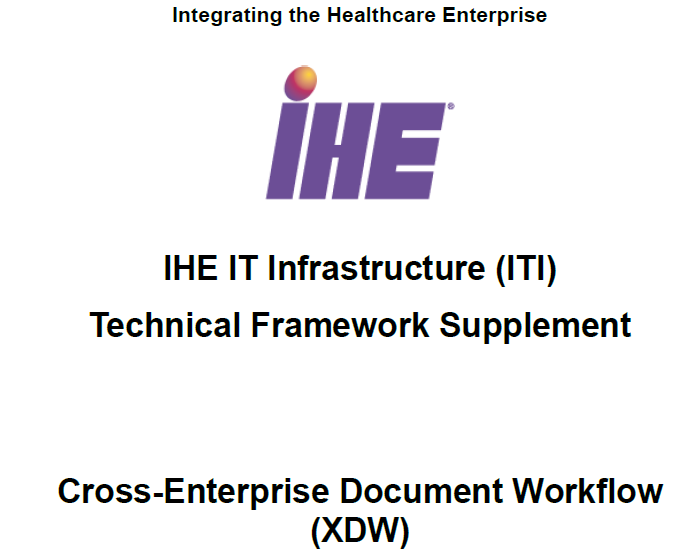 Integrating the Healthcare Enterprise
iHE®
IHE IT Infrastructure (ITI)
Technical Framework Supplement
Cross-Enterprise Document Workflow
(XDW)